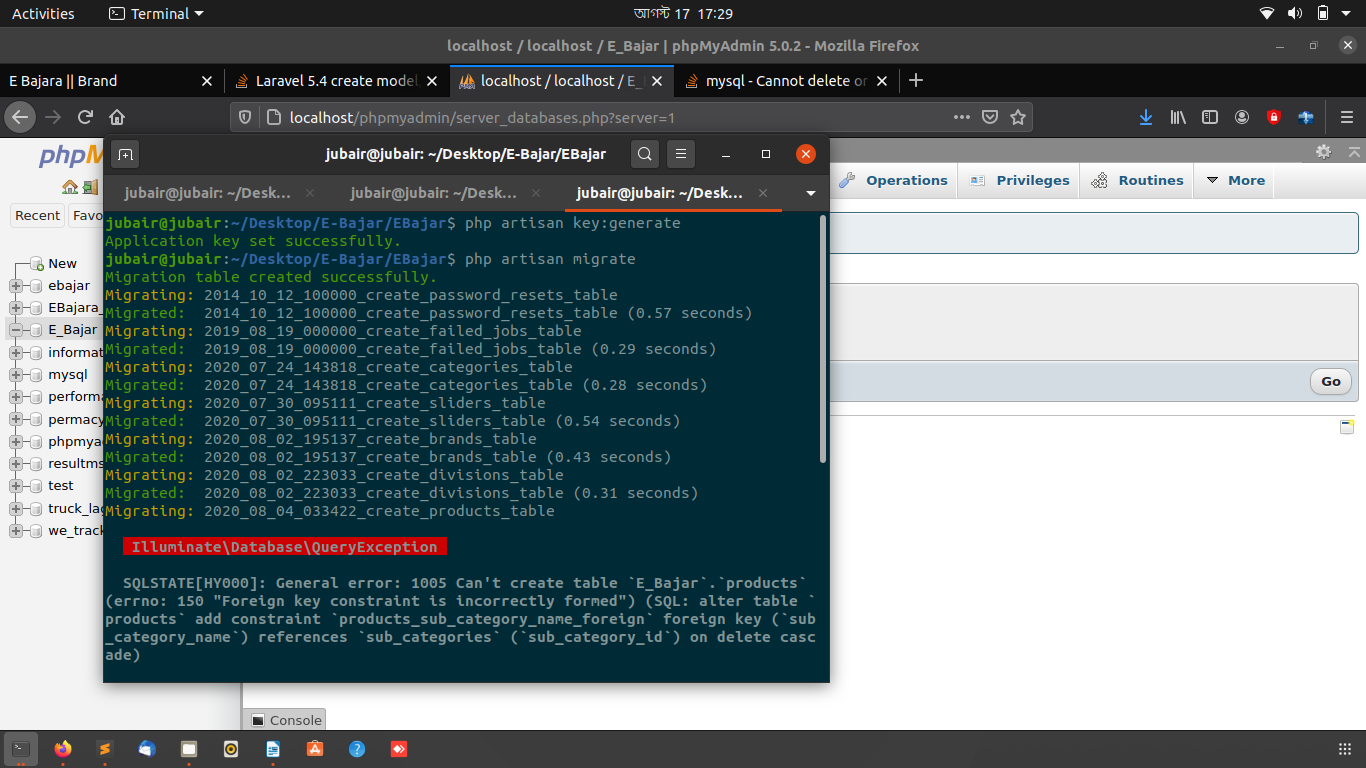 Activities
Terminal
আগস্ট 17 17:29
localhost / localhost / E_Bajar | phpMyAdmin 5.0.2 - Mozilla Firefox
E Bajara || Brand
Laravel 5.4 create model,
localhost / localhost / E_
mysql - Cannot delete or
localhost/phpmyadmin/server_databases.php?server=1
phpM
Recent
Favo
New
ebajar
EBajara_
E_Bajar
informat
mysql
performa
permacy
phpmyad
resultms
test
truck_lag
we_track
Operations
Privileges
Routines
More
Go
Console
jubair@jubair: ~/Desktop/E-Bajar/EBajar
jubair@jubair: ~/Desk...
jubair@jubair: ~/Desk...
jubair@jubair: ~/Desk...
jubair@jubair:~/Desktop/E-Bajar/EBajar$ php artisan key:generate
Application key set successfully.
jubair@jubair:~/Desktop/E-Bajar/EBajar$ php artisan migrate
Migration table created successfully.
Migrating: 2014_10_12_100000_create_password_resets_table
Migrated:  2014_10_12_100000_create_password_resets_table (0.57 seconds)
Migrating: 2019_08_19_000000_create_failed_jobs_table
Migrated:  2019_08_19_000000_create_failed_jobs_table (0.29 seconds)
Migrating: 2020_07_24_143818_create_categories_table
Migrated:  2020_07_24_143818_create_categories_table (0.28 seconds)
Migrating: 2020_07_30_095111_create_sliders_table
Migrated:  2020_07_30_095111_create_sliders_table (0.54 seconds)
Migrating: 2020_08_02_195137_create_brands_table
Migrated:  2020_08_02_195137_create_brands_table (0.43 seconds)
Migrating: 2020_08_02_223033_create_divisions_table
Migrated:  2020_08_02_223033_create_divisions_table (0.31 seconds)
Migrating: 2020_08_04_033422_create_products_table
Illuminate\Database\QueryException
SQLSTATE[HY000]: General error: 1005 Can't create table `E_Bajar`.`products`
(errno: 150 "Foreign key constraint is incorrectly formed") (SQL: alter table `
products` add constraint `products_sub_category_name_foreign` foreign key (`sub
_category_name`) references `sub_categories` (`sub_category_id`) on delete casc
ade)